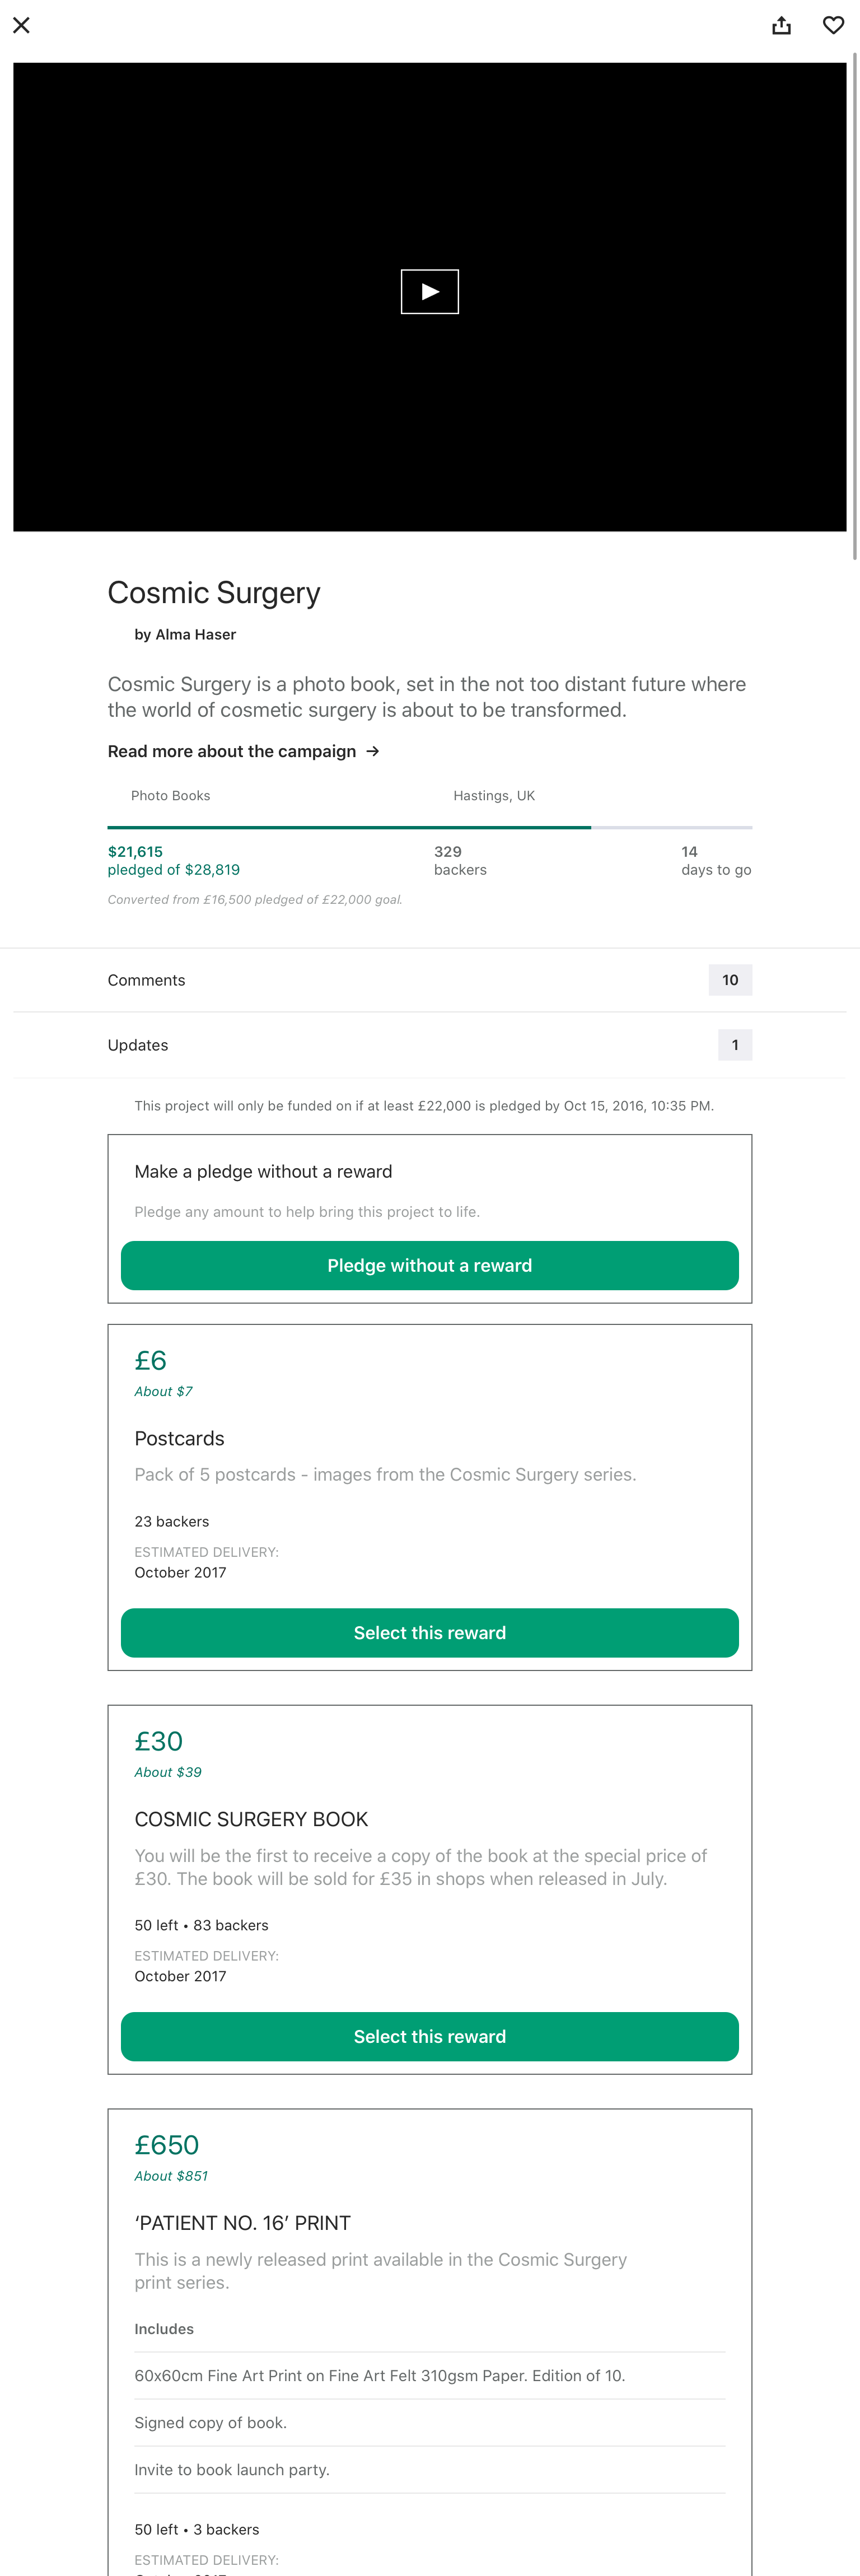 Cosmic Surgery
by Alma Haser
Cosmic Surgery is a photo book, set in the not too distant future where
the world of cosmetic surgery is about to be transformed.
Read more about the campaign →
Photo Books
Hastings, UK
$21,615
pledged of $28,819
329
backers
14
days to go
Converted from £16,500 pledged of £22,000 goal.
Comments
10
Updates
1
This project will only be funded on if at least £22,000 is pledged by Oct 15, 2016, 10:35 PM.
Make a pledge without a reward
Pledge any amount to help bring this project to life.
Pledge without a reward
£6
About $7
Postcards
Pack of 5 postcards - images from the Cosmic Surgery series.
23 backers
ESTIMATED DELIVERY:
October 2017
Select this reward
£30
About $39
COSMIC SURGERY BOOK
You will be the first to receive a copy of the book at the special price of
£30. The book will be sold for £35 in shops when released in July.
50 left • 83 backers
ESTIMATED DELIVERY:
October 2017
Select this reward
£650
About $851
‘PATIENT NO. 16’ PRINT
This is a newly released print available in the Cosmic Surgery
print series.
Includes
60x60cm Fine Art Print on Fine Art Felt 310gsm Paper. Edition of 10.
Signed copy of book.
Invite to book launch party.
50 left • 3 backers
ESTIMATED DELIVERY: